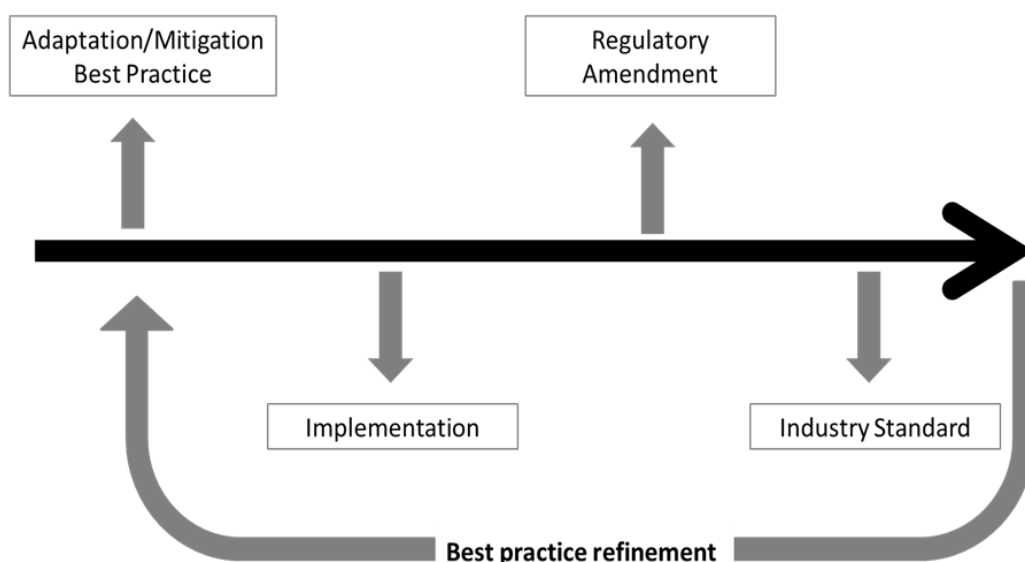 Adaptation/Mitigation
Best Practice
Regulatory
Amendment
Implementation
Industry Standard
Best practice refinement